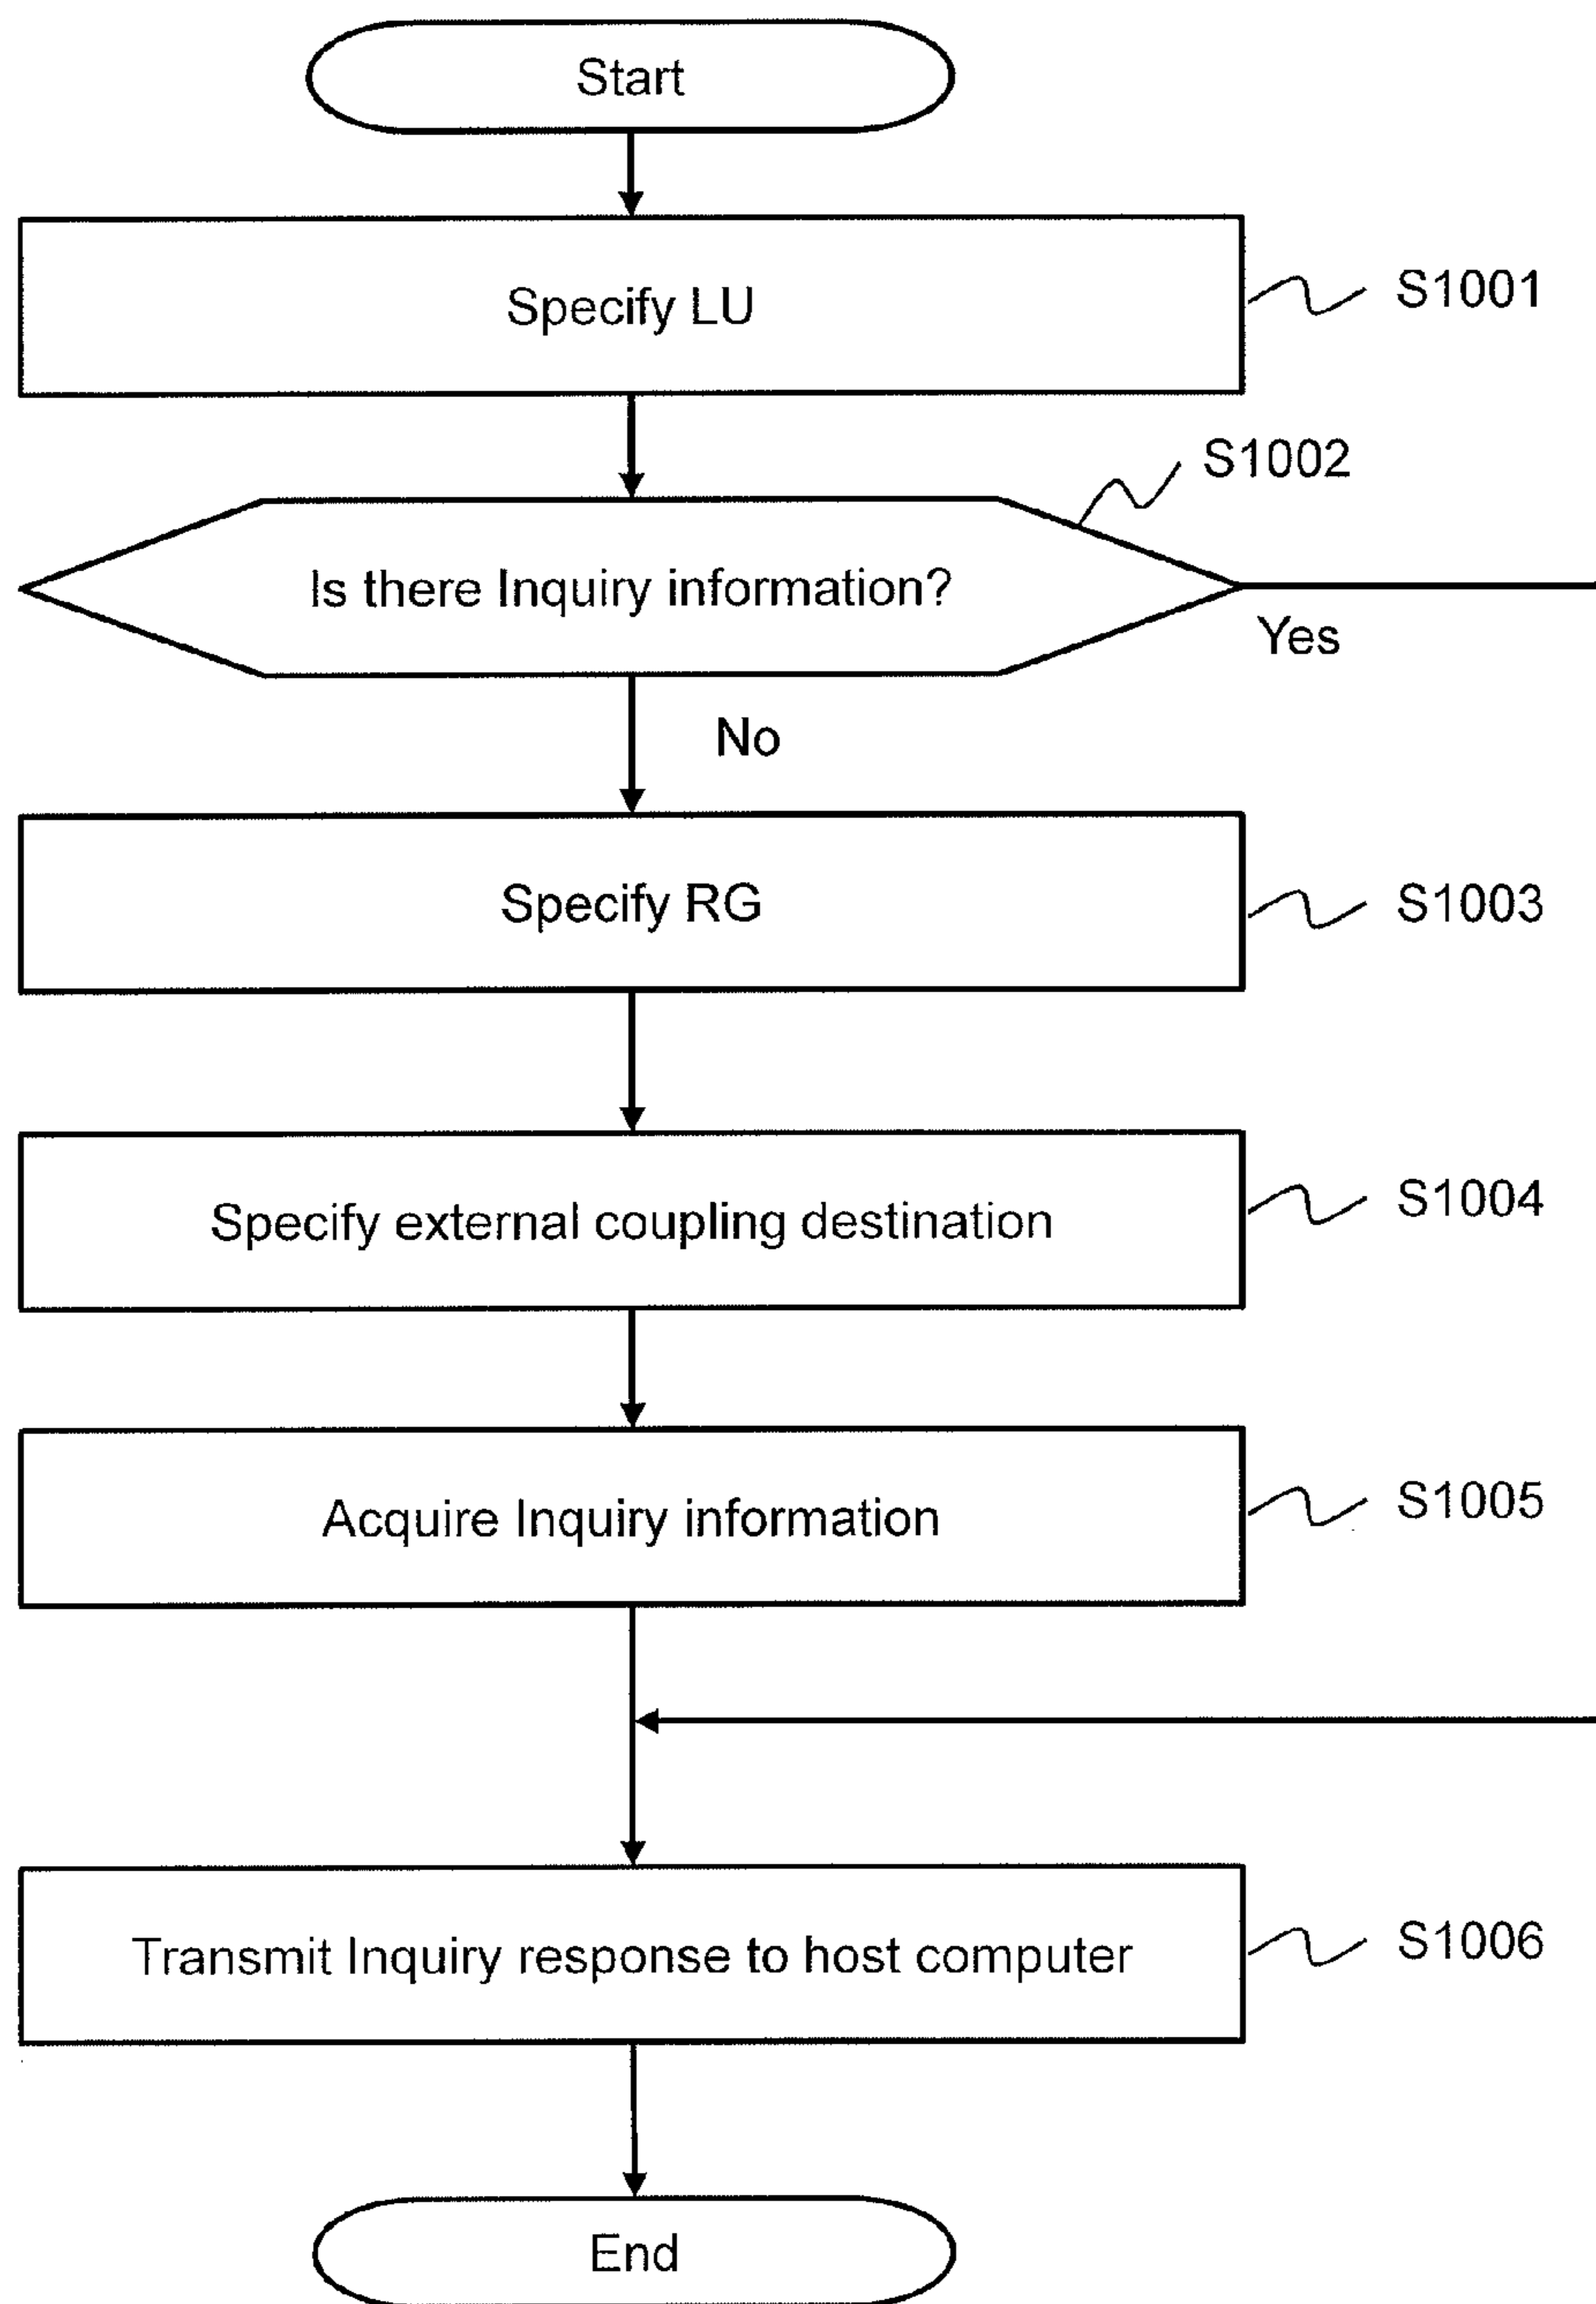 Start
Specify LU
S1001
S1002
Is there Inquiry information?
Yes
No
Specify RG
S1003
Specify external coupling destination
S1004
Acquire Inquiry information
S1005
Transmit Inquiry response to host computer
S1006
End